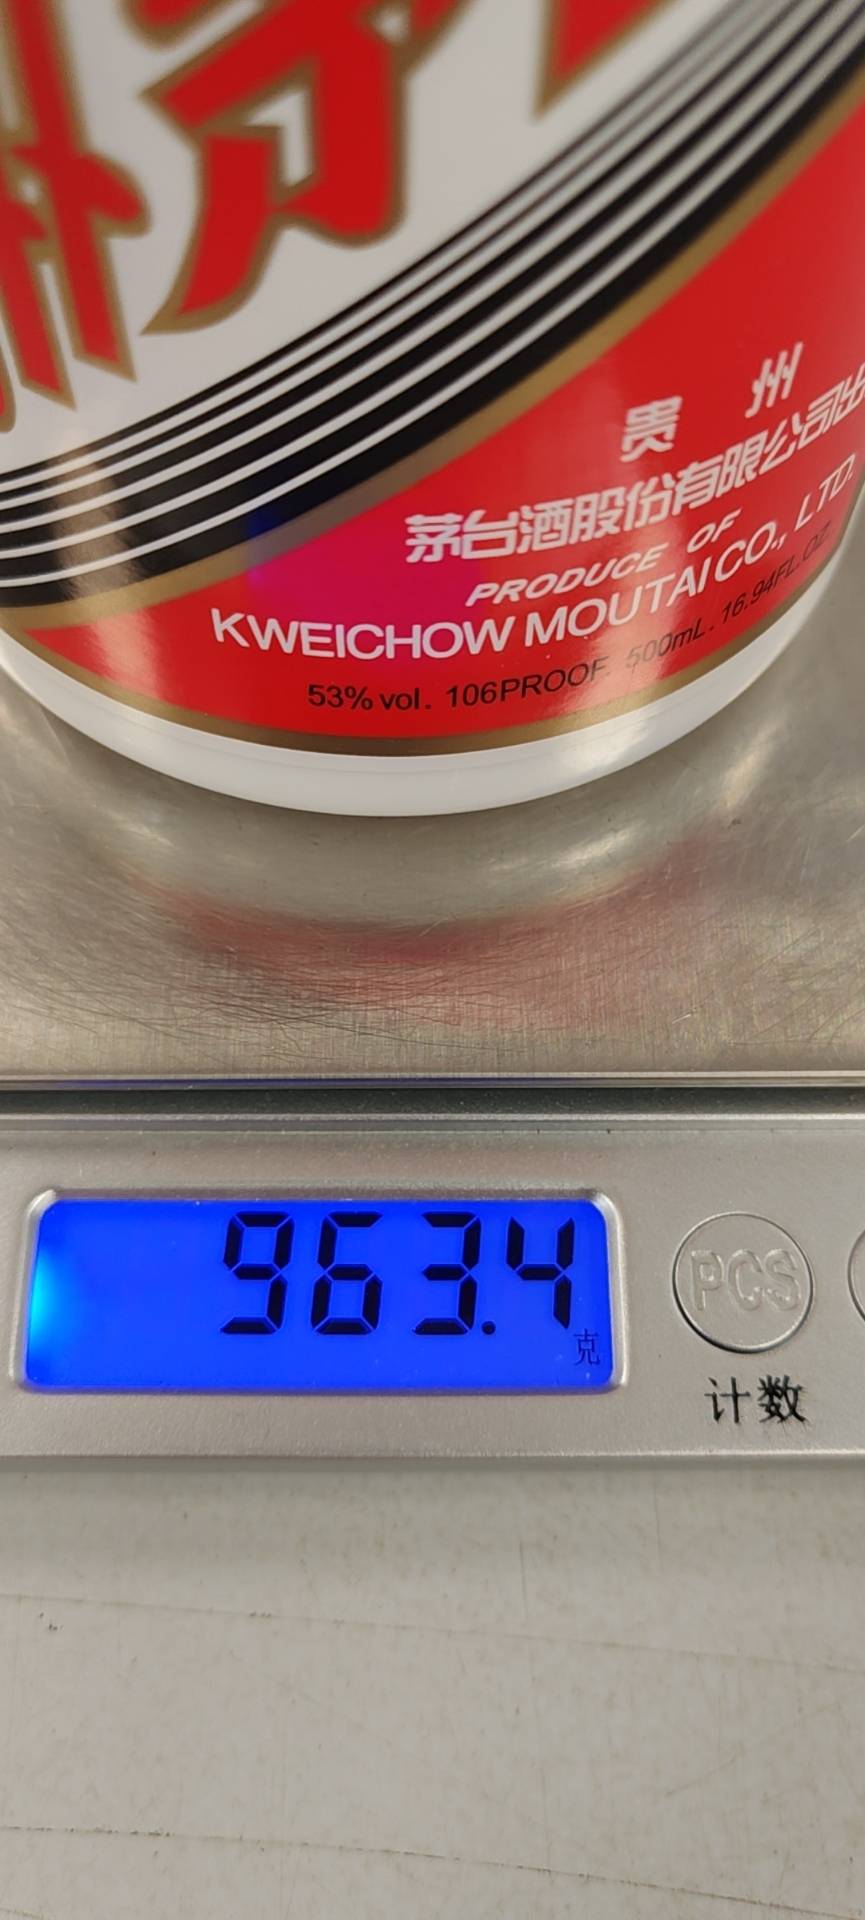 贵州
茅台酒股份有限公司出
PRODUCE OF
KWEICHOW MOUTAI CO., LTD.
53% vol. 106PROOF. 500mL. 16.94FL.OZ.
963.4
克
PCS
计数